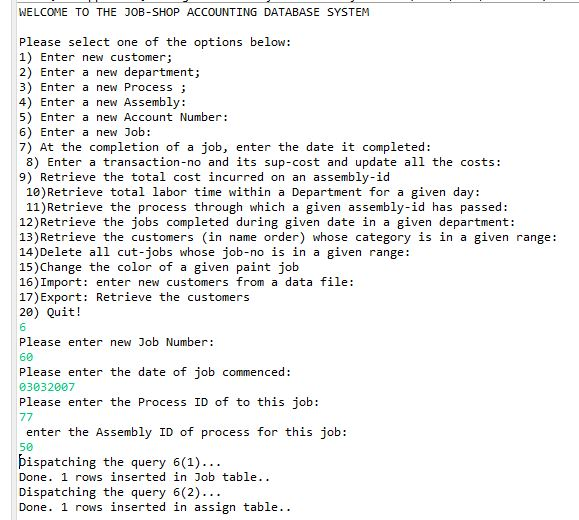 WELCOME TO THE JOB-SHOP ACCOUNTING DATABASE SYSTEM
Please select one of the options below:
1) Enter new customer;
2) Enter a new department;
3) Enter a new Process ;
4) Enter a new Assembly:
5) Enter a new Account Number:
6) Enter a new Job:
7) At the completion of a job, enter the date it completed:
8) Enter a transaction-no and its sup-cost and update all the costs:
9) Retrieve the total cost incurred on an assembly-id
10)Retrieve total labor time within a Department for a given day:
11)Retrieve the process through which a given assembly-id has passed:
12)Retrieve the jobs completed during given date in a given department:
13)Retrieve the customers (in name order) whose category is in a given range:
14)Delete all cut-jobs whose job-no is in a given range:
15)Change the color of a given paint job
16)Import: enter new customers from a data file:
17)Export: Retrieve the customers
20) Quit!
6
Please enter new Job Number:
60
Please enter the date of job commenced:
03032007
Please enter the Process ID of to this job:
77
enter the Assembly ID of process for this job:
50
Dispatching the query 6(1)...
Done. 1 rows inserted in Job table..
Dispatching the query 6(2)...
Done. 1 rows inserted in assign table..